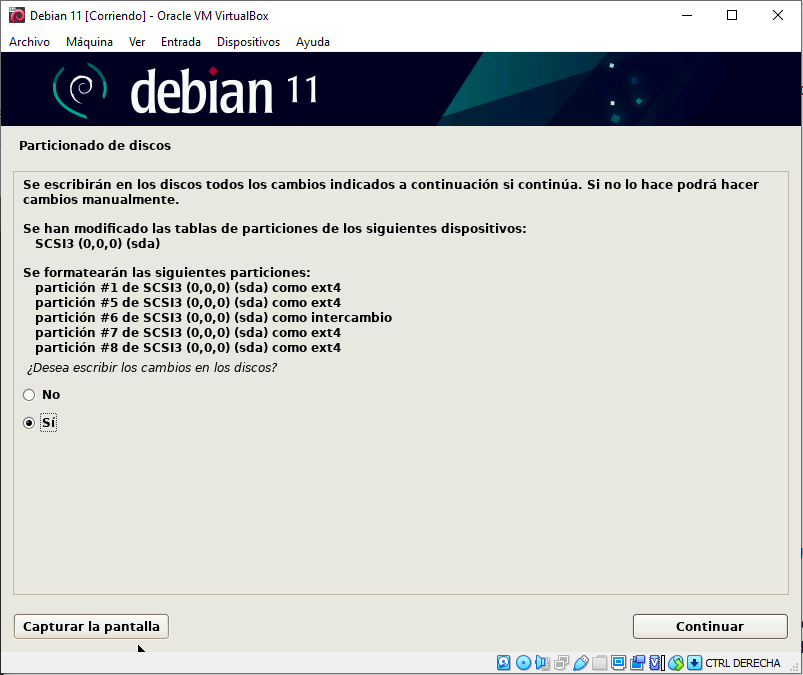 Debian 11 [Corriendo] - Oracle VM VirtualBox
Archivo Máquina Ver Entrada Dispositivos Ayuda
debian 11
Particionado de discos
Se escribirán en los discos todos los cambios indicados a continuación si continúa. Si no lo hace podrá hacer
cambios manualmente.
Se han modificado las tablas de particiones de los siguientes dispositivos:
SCSI3 (0,0,0) (sda)
Se formatearán las siguientes particiones:
partición #1 de SCSI3 (0,0,0) (sda) como ext4
partición #5 de SCSI3 (0,0,0) (sda) como ext4
partición #6 de SCSI3 (0,0,0) (sda) como intercambio
partición #7 de SCSI3 (0,0,0) (sda) como ext4
partición #8 de SCSI3 (0,0,0) (sda) como ext4
¿Desea escribir los cambios en los discos?
No
Sí
Capturar la pantalla Continuar
CTRL DERECHA